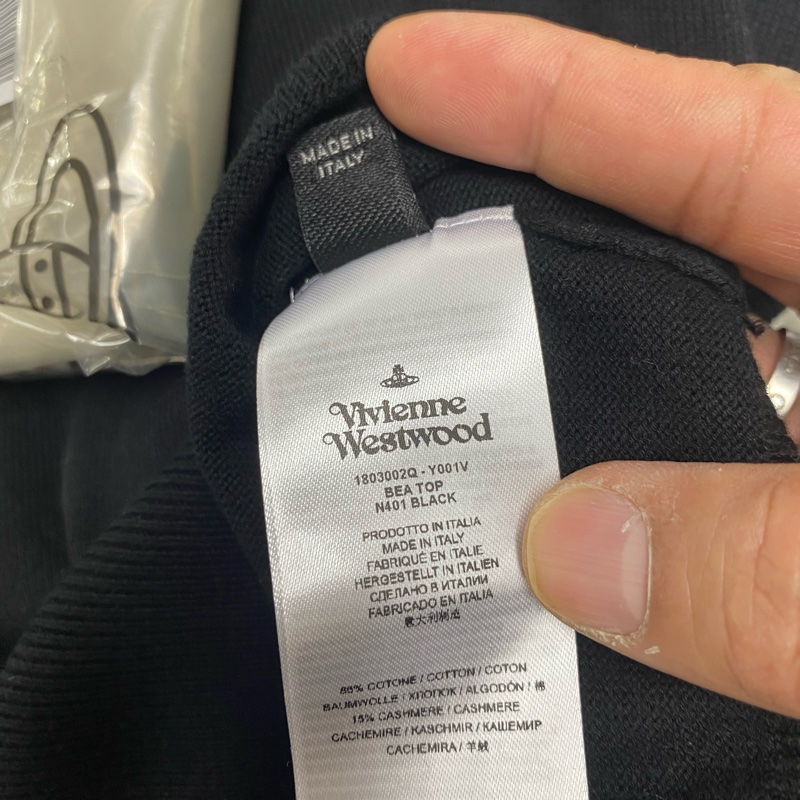 MADE IN
ITALY
Vivienne
Westwood
1803002Q - Y001V
BEA TOP
N401 BLACK
PRODOTTO IN ITALIA
MADE IN ITALY
FABRIQUÉ EN ITALIE
HERGESTELLT IN ITALIEN
СДЕЛАНО В ИТАЛИИ
FABRICADO EN ITALIA
意大利制造
85% COTONE / COTTON / COTON
BAUMWOLLE / ХЛОПОК / ALGODÓN / 棉
15% CASHMERE / CASHMERE
CACHEMIRE / KASCHMIR / КАШЕМИР
CACHEMIRA / 羊绒